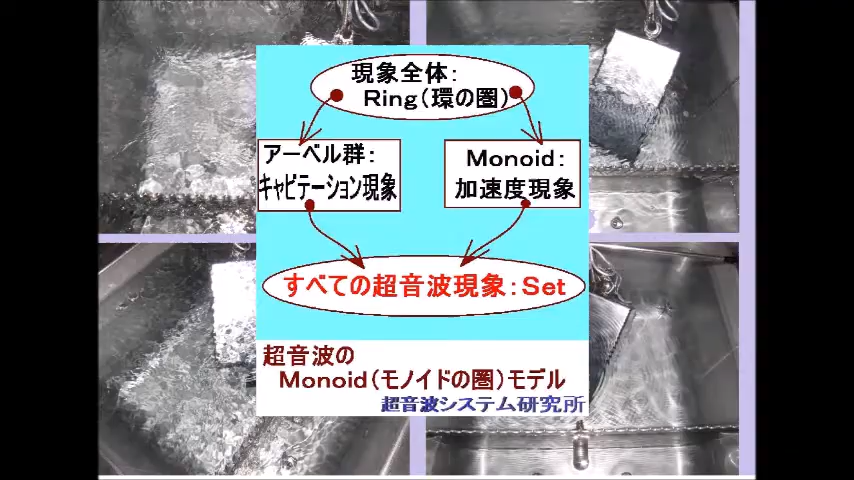 現象全体：
Ring（環の圏）
アーベル群：
キャビテーション現象
Monoid：
加速度現象
すべての超音波現象：Set
超音波の
Monoid（モノイドの圏）モデル
超音波システム研究所